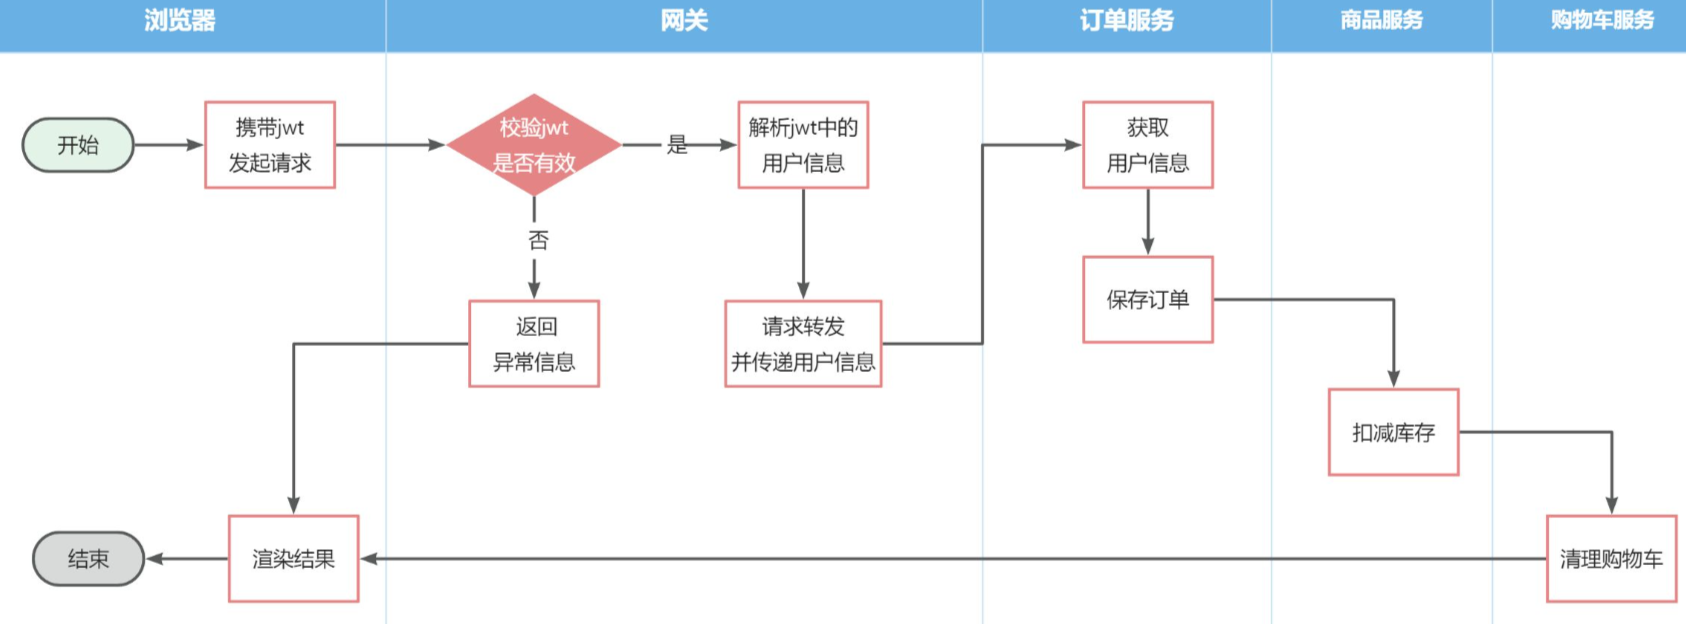 浏览器
网关
订单服务
商品服务
购物车服务
开始
携带jwt
发起请求
校验jwt
是否有效
是
解析jwt中的
用户信息
获取
用户信息
否
保存订单
返回
异常信息
请求转发
并传递用户信息
扣减库存
结束
渲染结果
清理购物车